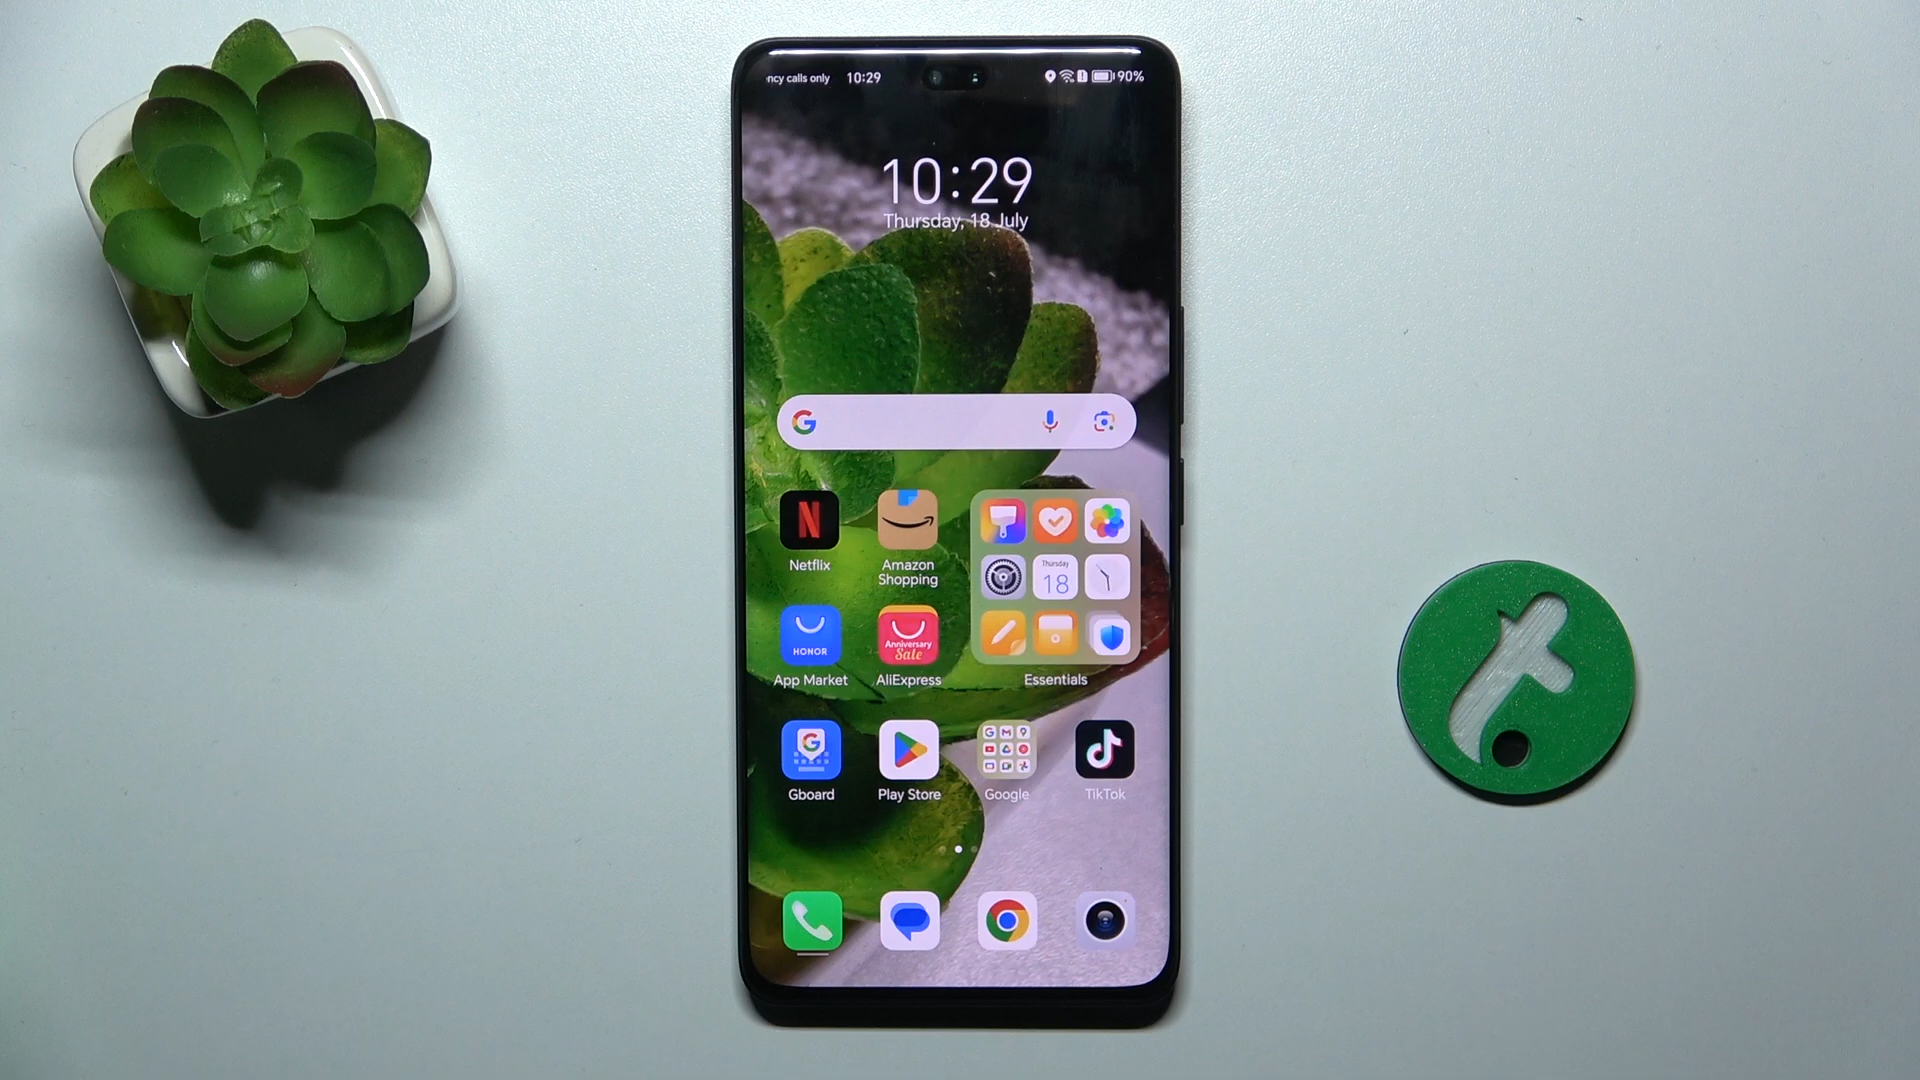 ncy calls only 10:29 90%
10:29
Thursday, 18 July
G
N
Netflix
Amazon
Shopping
Thursday
18
HONOR
Anniversary
Sale
App Market
AliExpress
Essentials
G
G M
Gboard
Play Store
Google
TikTok